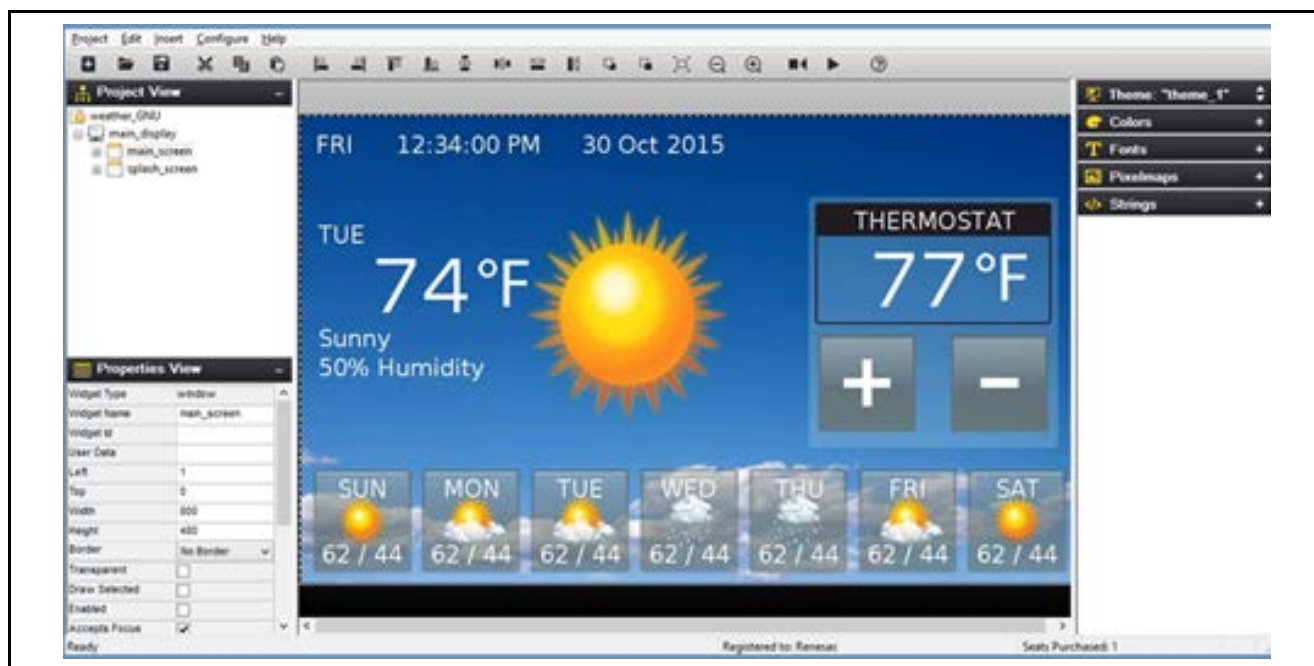 Project Edit Insert Configure Help
Project View
weather_GNU
main_display
main_screen
splash_screen
Properties View
Widget Type window
Widget Name main_screen
Widget Id
User Data
Left 1
Top 0
Width 800
Height 480
Border No Border
Transparent
Draw Selected
Enabled
Accepts Focus
Ready
FRI 12:34:00 PM 30 Oct 2015
TUE
74°F
Sunny
50% Humidity
THERMOSTAT
77°F
+ −
SUN MON TUE WED THU FRI SAT
62 / 44 62 / 44 62 / 44 62 / 44 62 / 44 62 / 44 62 / 44
Theme: "theme_1"
Colors
Fonts
Pixelmaps
Strings
Registered to: Renesas
Seats Purchased: 1